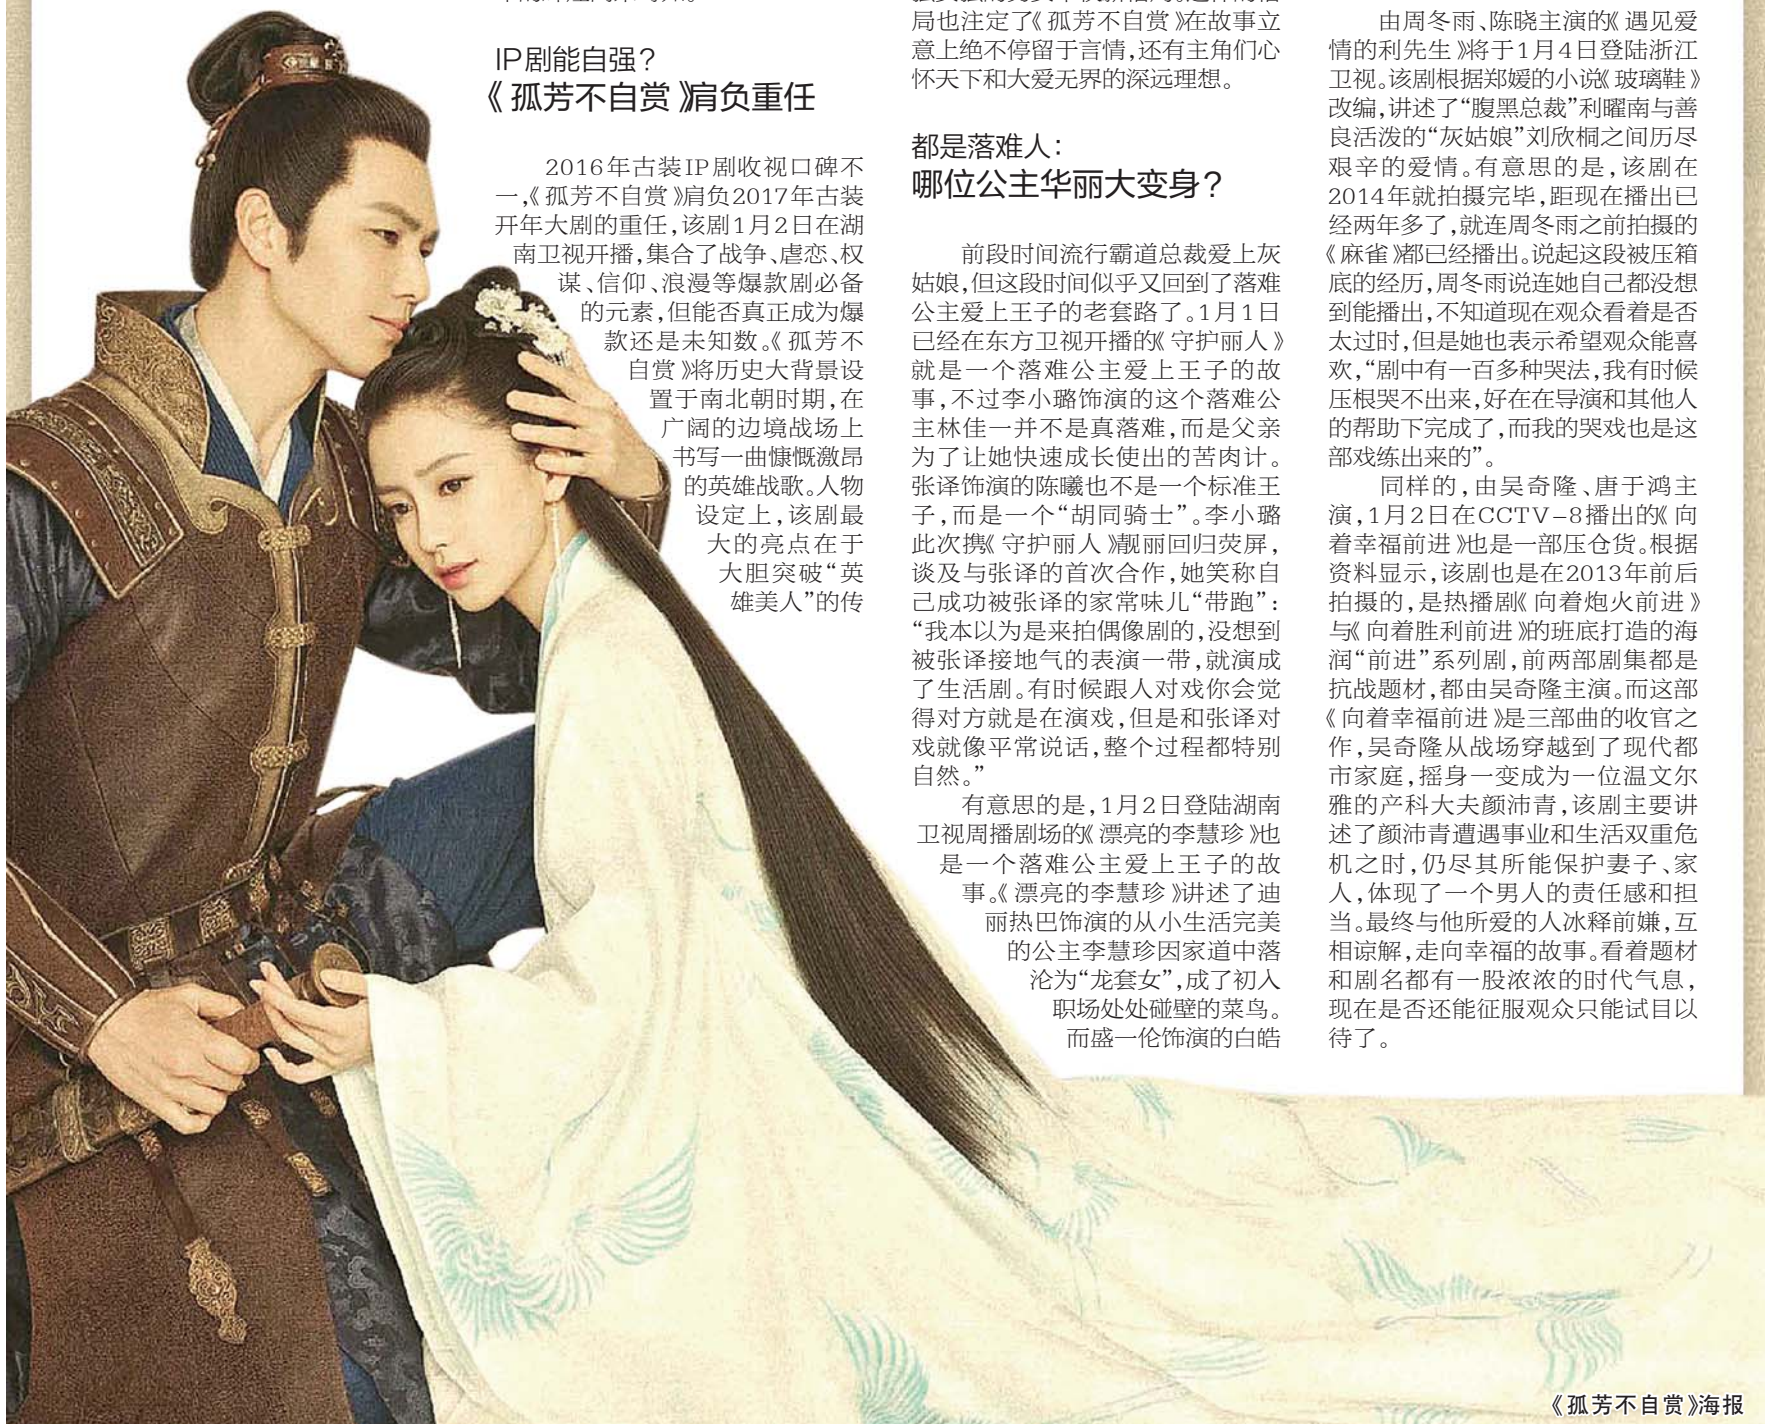 IP剧能自强?
《孤芳不自赏》肩负重任
2016年古装IP剧收视口碑不
一,《孤芳不自赏》肩负2017年古装
开年大剧的重任,该剧1月2日在湖
南卫视开播,集合了战争、虐恋、权
谋、信仰、浪漫等爆款剧必备
的元素,但能否真正成为爆
款还是未知数。《孤芳不
自赏》将历史大背景设
置于南北朝时期,在
广阔的边境战场上
书写一曲慷慨激昂
的英雄战歌。人物
设定上,该剧最
大的亮点在于
大胆突破“英
雄美人”的传
局也注定了《孤芳不自赏》在故事立
意上绝不停留于言情,还有主角们心
怀天下和大爱无界的深远理想。
都是落难人:
哪位公主华丽大变身?
前段时间流行霸道总裁爱上灰
姑娘,但这段时间似乎又回到了落难
公主爱上王子的老套路了。1月1日
已经在东方卫视开播的《守护丽人》
就是一个落难公主爱上王子的故
事,不过李小璐饰演的这个落难公
主林佳一并不是真落难,而是父亲
为了让她快速成长使出的苦肉计。
张译饰演的陈曦也不是一个标准王
子,而是一个“胡同骑士”。李小璐
此次携《守护丽人》靓丽回归荧屏,
谈及与张译的首次合作,她笑称自
己成功被张译的家常味儿“带跑”:
“我本以为是来拍偶像剧的,没想到
被张译接地气的表演一带,就演成
了生活剧。有时候跟人对戏你会觉
得对方就是在演戏,但是和张译对
戏就像平常说话,整个过程都特别
自然。”
有意思的是,1月2日登陆湖南
卫视周播剧场的《漂亮的李慧珍》也
是一个落难公主爱上王子的故
事。《漂亮的李慧珍》讲述了迪
丽热巴饰演的从小生活完美
的公主李慧珍因家道中落
沦为“龙套女”,成了初入
职场处处碰壁的菜鸟。
而盛一伦饰演的白皓
由周冬雨、陈晓主演的《遇见爱
情的利先生》将于1月4日登陆浙江
卫视。该剧根据郑媛的小说《玻璃鞋》
改编,讲述了“腹黑总裁”利曜南与善
良活泼的“灰姑娘”刘欣桐之间历尽
艰辛的爱情。有意思的是,该剧在
2014年就拍摄完毕,距现在播出已
经两年多了,就连周冬雨之前拍摄的
《麻雀》都已经播出。说起这段被压箱
底的经历,周冬雨说连她自己都没想
到能播出,不知道现在观众看着是否
太过时,但是她也表示希望观众能喜
欢,“剧中有一百多种哭法,我有时候
压根哭不出来,好在在导演和其他人
的帮助下完成了,而我的哭戏也是这
部戏练出来的”。
同样的,由吴奇隆、唐于鸿主
演,1月2日在CCTV-8播出的《向
着幸福前进》也是一部压仓货。根据
资料显示,该剧也是在2013年前后
拍摄的,是热播剧《向着炮火前进》
与《向着胜利前进》的班底打造的海
润“前进”系列剧,前两部剧集都是
抗战题材,都由吴奇隆主演。而这部
《向着幸福前进》是三部曲的收官之
作,吴奇隆从战场穿越到了现代都
市家庭,摇身一变成为一位温文尔
雅的产科大夫颜沛青,该剧主要讲
述了颜沛青遭遇事业和生活双重危
机之时,仍尽其所能保护妻子、家
人,体现了一个男人的责任感和担
当。最终与他所爱的人冰释前嫌,互
相谅解,走向幸福的故事。看着题材
和剧名都有一股浓浓的时代气息,
现在是否还能征服观众只能试目以
待了。
《孤芳不自赏》海报